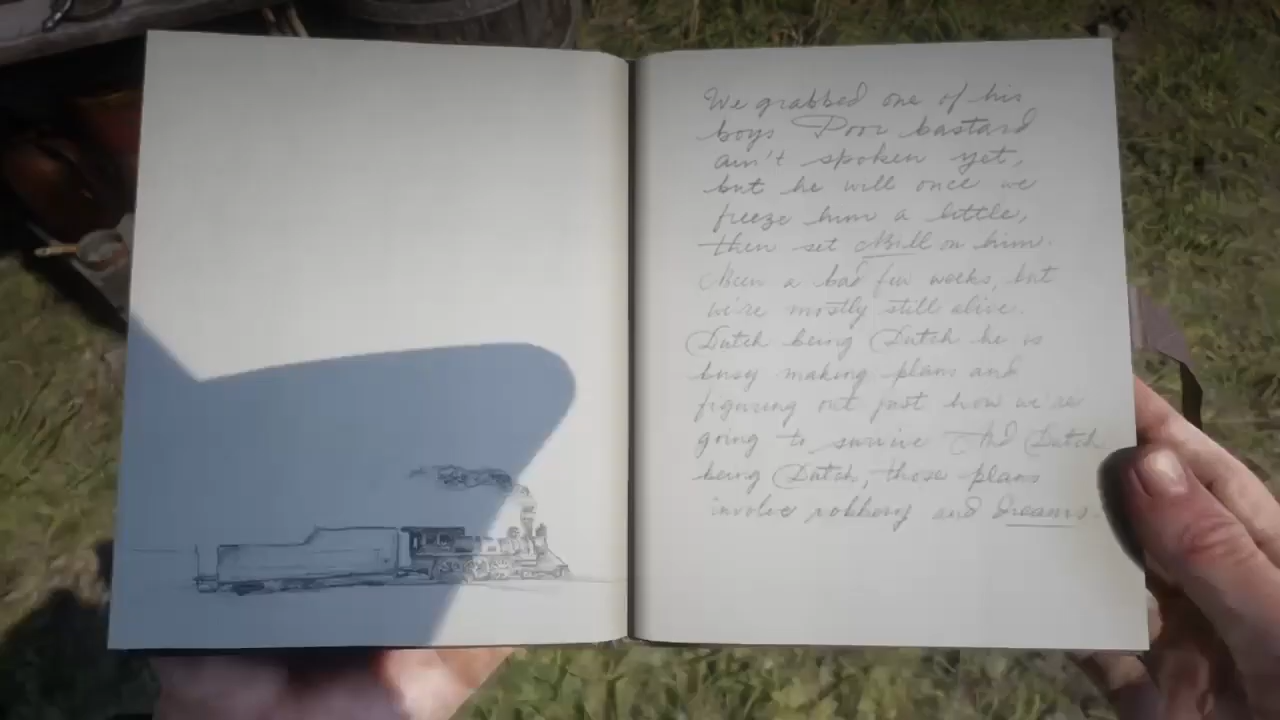 We grabbed one of his
boys Poor bastard
ain't spoken yet,
but he will once we
freeze him a little,
then set Bill on him.
Been a bad few weeks, but
we're mostly still alive.
Dutch being Dutch he is
busy making plans and
figuring out just how we're
going to survive And Dutch
being Dutch, those plans
involve robbery and dreams.